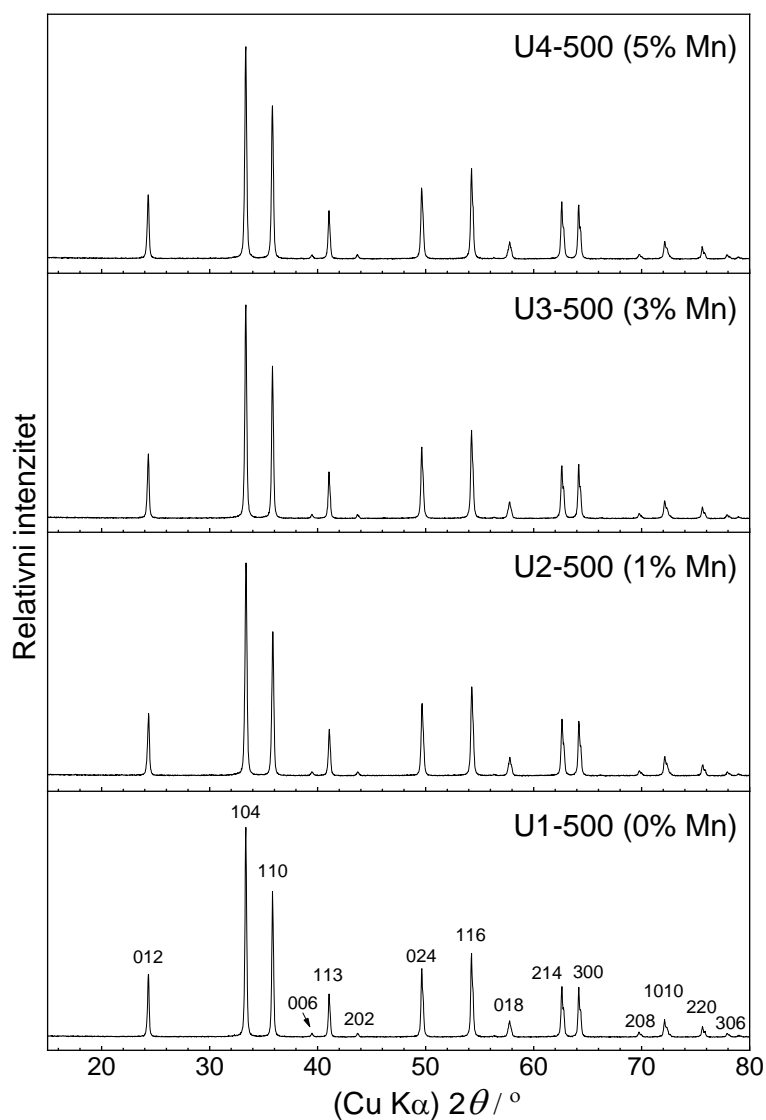 U4-500 (5% Mn)
U3-500 (3% Mn)
U2-500 (1% Mn)
U1-500 (0% Mn)
Relativni intenzitet
104
110
012
006
113
202
024
116
018
214
300
208
1010
220
306
20 30 40 50 60 70 80
(Cu Kα) 2θ / °